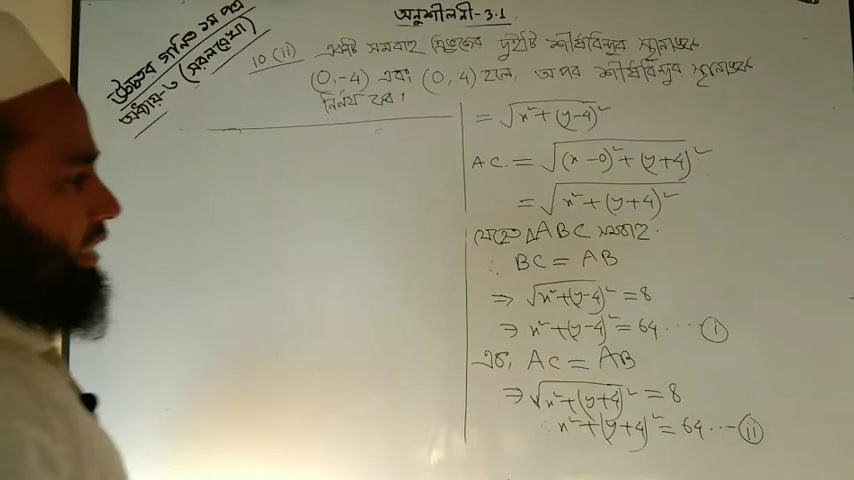 অনুশীলনী-3.1
উচ্চতর গণিত ১ম পত্র
অধ্যায়-৩ (সরলরেখা)
10 (ii) একটি সমবাহু ত্রিভুজের দুইটি শীর্ষবিন্দুর স্থানাঙ্ক
(0,-4) এবং (0, 4) হলে, অপর শীর্ষবিন্দুর স্থানাঙ্ক
নির্ণয় কর।
= √x²+(y-4)²
AC = √(x-0)²+(y+4)²
= √x²+(y+4)²
যেহেতু ΔABC সমবাহু
∴ BC = AB
⇒ √x²+(y-4)² = 8
⇒ x²+(y-4)² = 64 ···· (i)
এবং, AC = AB
⇒ √x²+(y+4)² = 8
∴ x²+(y+4)² = 64 ··– (ii)